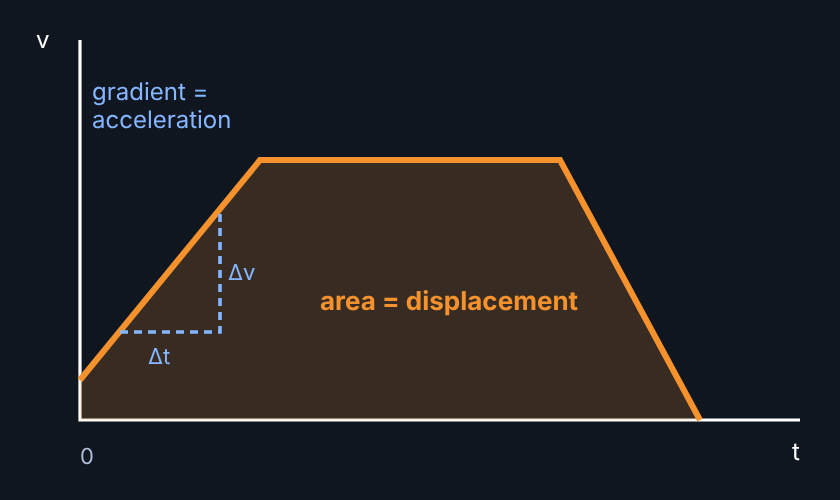 v
gradient =
acceleration
Δv
area = displacement
Δt
0
t